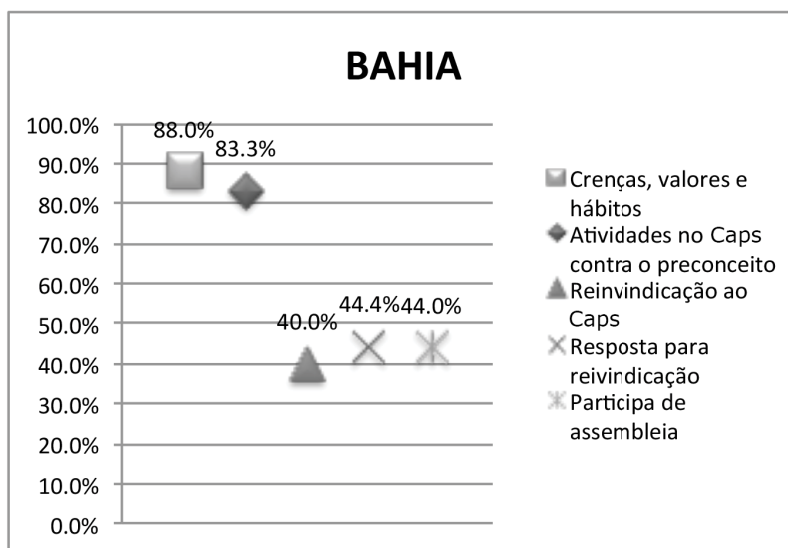 BAHIA
100.0%
90.0%
80.0%
70.0%
60.0%
50.0%
40.0%
30.0%
20.0%
10.0%
0.0%
88.0%
83.3%
40.0%
44.4%
44.0%
Crenças, valores e
hábitos
Atividades no Caps
contra o preconceito
Reinvindicação ao
Caps
Resposta para
reivindicação
Participa de
assembleia